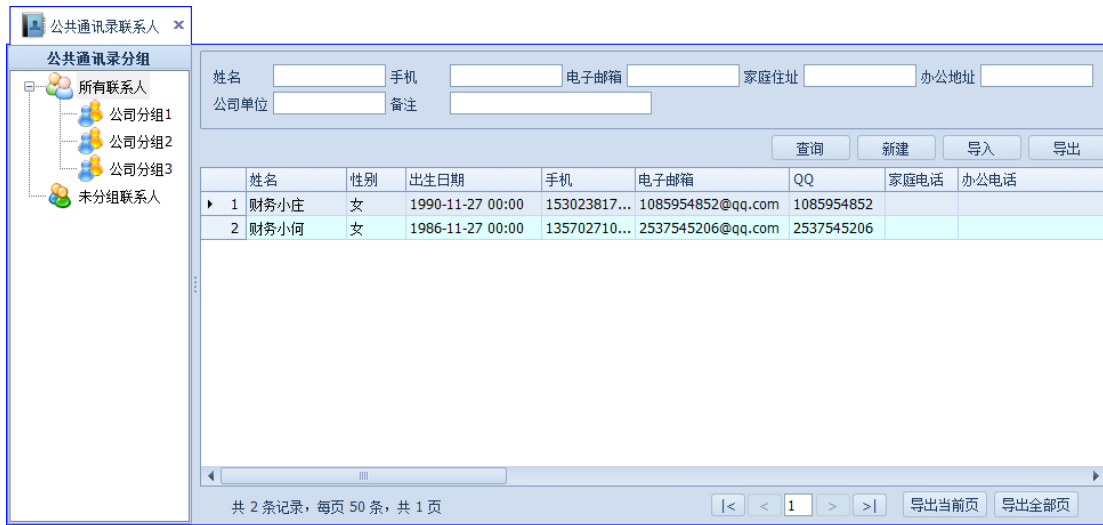 公共通讯录联系人 ×
公共通讯录分组
所有联系人
公司分组1
公司分组2
公司分组3
未分组联系人
姓名 手机 电子邮箱 家庭住址 办公地址
公司单位 备注
查询 新建 导入 导出
姓名 性别 出生日期 手机 电子邮箱 QQ 家庭电话 办公电话
1 财务小庄 女 1990-11-27 00:00 153023817... 1085954852@qq.com 1085954852
2 财务小何 女 1986-11-27 00:00 135702710... 2537545206@qq.com 2537545206
共 2 条记录，每页 50 条，共 1 页 |< < 1 > >| 导出当前页 导出全部页